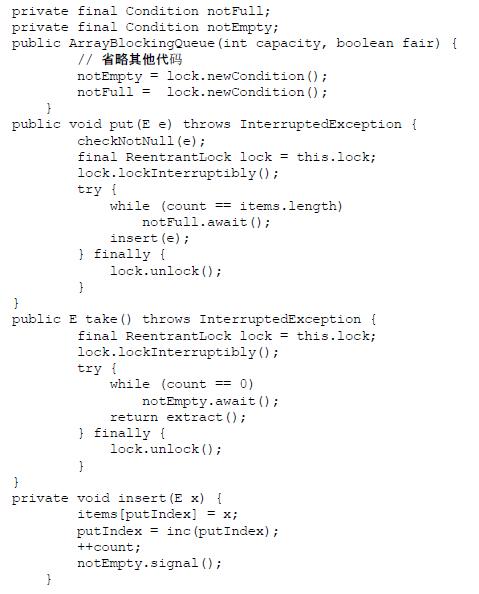 private final Condition notFull;
private final Condition notEmpty;
public ArrayBlockingQueue(int capacity, boolean fair) {
        // 省略其他代码
        notEmpty = lock.newCondition();
        notFull =  lock.newCondition();
    }
public void put(E e) throws InterruptedException {
        checkNotNull(e);
        final ReentrantLock lock = this.lock;
        lock.lockInterruptibly();
        try {
            while (count == items.length)
                notFull.await();
            insert(e);
        } finally {
            lock.unlock();
        }
}
public E take() throws InterruptedException {
        final ReentrantLock lock = this.lock;
        lock.lockInterruptibly();
        try {
            while (count == 0)
                notEmpty.await();
            return extract();
        } finally {
            lock.unlock();
        }
}
private void insert(E x) {
        items[putIndex] = x;
        putIndex = inc(putIndex);
        ++count;
        notEmpty.signal();
    }